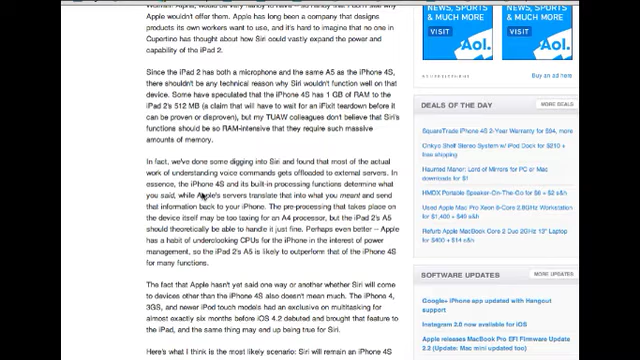 Apple wouldn't offer them. Apple has long been a company that designs
products its own workers want to use, and it's hard to imagine that no one in
Cupertino has thought about how Siri could vastly expand the power and
capability of the iPad 2.
Since the iPad 2 has both a microphone and the same A5 as the iPhone 4S,
there shouldn't be any technical reason why Siri wouldn't function well on that
device. Some have speculated that the iPhone 4S has 1 GB of RAM to the
iPad 2's 512 MB (a claim that will have to wait for an iFixit teardown before it
can be proven or disproven), but my TUAW colleagues don't believe that Siri's
functions should be so RAM-intensive that they require such massive
amounts of memory.
In fact, we've done some digging into Siri and found that most of the actual
work of understanding voice commands gets offloaded to external servers. In
essence, the iPhone 4S and its built-in processing functions determine what
you said, while Apple's servers translate that into what you meant and send
that information back to your iPhone. The pre-processing that takes place on
the device itself may be too taxing for an A4 processor, but the iPad 2's A5
should theoretically be able to handle it just fine. Perhaps even better -- Apple
has a habit of underclocking CPUs for the iPhone in the interest of power
management, so the iPad 2's A5 is likely to outperform that of the iPhone 4S
for many functions.
The fact that Apple hasn't yet said one way or another whether Siri will come
to devices other than the iPhone 4S also doesn't mean much. The iPhone 4,
3GS, and newer iPod touch models had an exclusive on multitasking for
almost exactly six months before iOS 4.2 debuted and brought that feature to
the iPad, and the same thing may end up being true for Siri.
Here's what I think is the most likely scenario: Siri will remain an iPhone 4S
NEWS, SPORTS
& MUCH MORE
VISIT
Aol.
NEWS, SPORTS
& MUCH MORE
VISIT
Aol.
Buy an ad here
DEALS OF THE DAY
MORE DEALS
SquareTrade iPhone 4S 2-Year Warranty for $94, more
Onkyo Shelf Stereo System w/ iPod Dock for $210 +
free shipping
Haunted Manor: Lord of Mirrors for PC or Mac
downloads for $1
HMDX Portable Speaker-On-The-Go for $6 + $2 s&h
Used Apple Mac Pro Xeon 8-Core 2.8GHz Workstation
for $1,400 + $49 s&h
Refurb Apple MacBook Core 2 Duo 2GHz 13" Laptop
for $400 + $14 s&h
SOFTWARE UPDATES
MORE UPDATES
Google+ iPhone app updated with Hangout
support
Instagram 2.0 now available for iOS
Apple releases MacBook Pro EFI Firmware Update
2.2 (Update: Mac mini updated too)